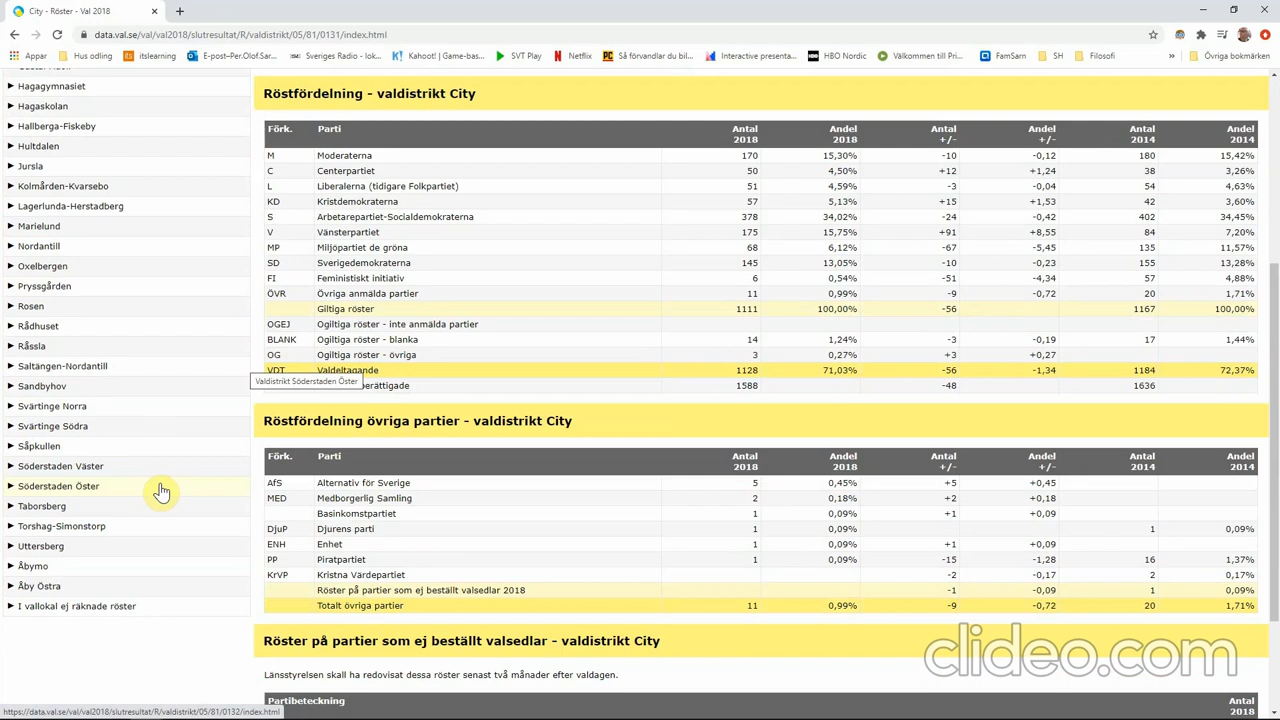 City - Röster - Val 2018
data.val.se/val/val2018/slutresultat/R/valdistrikt/05/81/0131/index.html
Appar Hus odling itslearning E-post–Per.Olof.Sar... Sveriges Radio - lok... Kahoot! | Game-bas... SVT Play Netflix Så förvandlar du bil... Interactive presenta... HBO Nordic Välkommen till Pri... FamSarn SH Filosofi » Övriga bokmärken
Hagagymnasiet
Hagaskolan
Hallberga-Fiskeby
Hultdalen
Jursla
Kolmården-Kvarsebo
Lagerlunda-Herstadberg
Marielund
Nordantill
Oxelbergen
Pryssgården
Rosen
Rådhuset
Råssla
Saltängen-Nordantill
Sandbyhov
Svärtinge Norra
Svärtinge Södra
Såpkullen
Söderstaden Väster
Söderstaden Öster
Taborsberg
Torshag-Simonstorp
Uttersberg
Åbymo
Åby Östra
I vallokal ej räknade röster
Röstfördelning - valdistrikt City
Förk. Parti Antal 2018 Andel 2018 Antal +/- Andel +/- Antal 2014 Andel 2014
M Moderaterna 170 15,30% -10 -0,12 180 15,42%
C Centerpartiet 50 4,50% +12 +1,24 38 3,26%
L Liberalerna (tidigare Folkpartiet) 51 4,59% -3 -0,04 54 4,63%
KD Kristdemokraterna 57 5,13% +15 +1,53 42 3,60%
S Arbetarepartiet-Socialdemokraterna 378 34,02% -24 -0,42 402 34,45%
V Vänsterpartiet 175 15,75% +91 +8,55 84 7,20%
MP Miljöpartiet de gröna 68 6,12% -67 -5,45 135 11,57%
SD Sverigedemokraterna 145 13,05% -10 -0,23 155 13,28%
FI Feministiskt initiativ 6 0,54% -51 -4,34 57 4,88%
ÖVR Övriga anmälda partier 11 0,99% -9 -0,72 20 1,71%
Giltiga röster 1111 100,00% -56 1167 100,00%
OGEJ Ogiltiga röster - inte anmälda partier
BLANK Ogiltiga röster - blanka 14 1,24% -3 -0,19 17 1,44%
OG Ogiltiga röster - övriga 3 0,27% +3 +0,27
VDT Valdeltagande 1128 71,03% -56 -1,34 1184 72,37%
Valdistrikt Söderstaden Öster
erättigade 1588 -48 1636
Röstfördelning övriga partier - valdistrikt City
Förk. Parti Antal 2018 Andel 2018 Antal +/- Andel +/- Antal 2014 Andel 2014
AfS Alternativ för Sverige 5 0,45% +5 +0,45
MED Medborgerlig Samling 2 0,18% +2 +0,18
Basinkomstpartiet 1 0,09% +1 +0,09
DjuP Djurens parti 1 0,09% 1 0,09%
ENH Enhet 1 0,09% +1 +0,09
PP Piratpartiet 1 0,09% -15 -1,28 16 1,37%
KrVP Kristna Värdepartiet -2 -0,17 2 0,17%
Röster på partier som ej beställt valsedlar 2018 -1 -0,09 1 0,09%
Totalt övriga partier 11 0,99% -9 -0,72 20 1,71%
Röster på partier som ej beställt valsedlar - valdistrikt City
Länsstyrelsen skall ha redovisat dessa röster senast två månader efter valdagen.
Partibeteckning Antal 2018
clideo.com
https://data.val.se/val/val2018/slutresultat/R/valdistrikt/05/81/0132/index.html